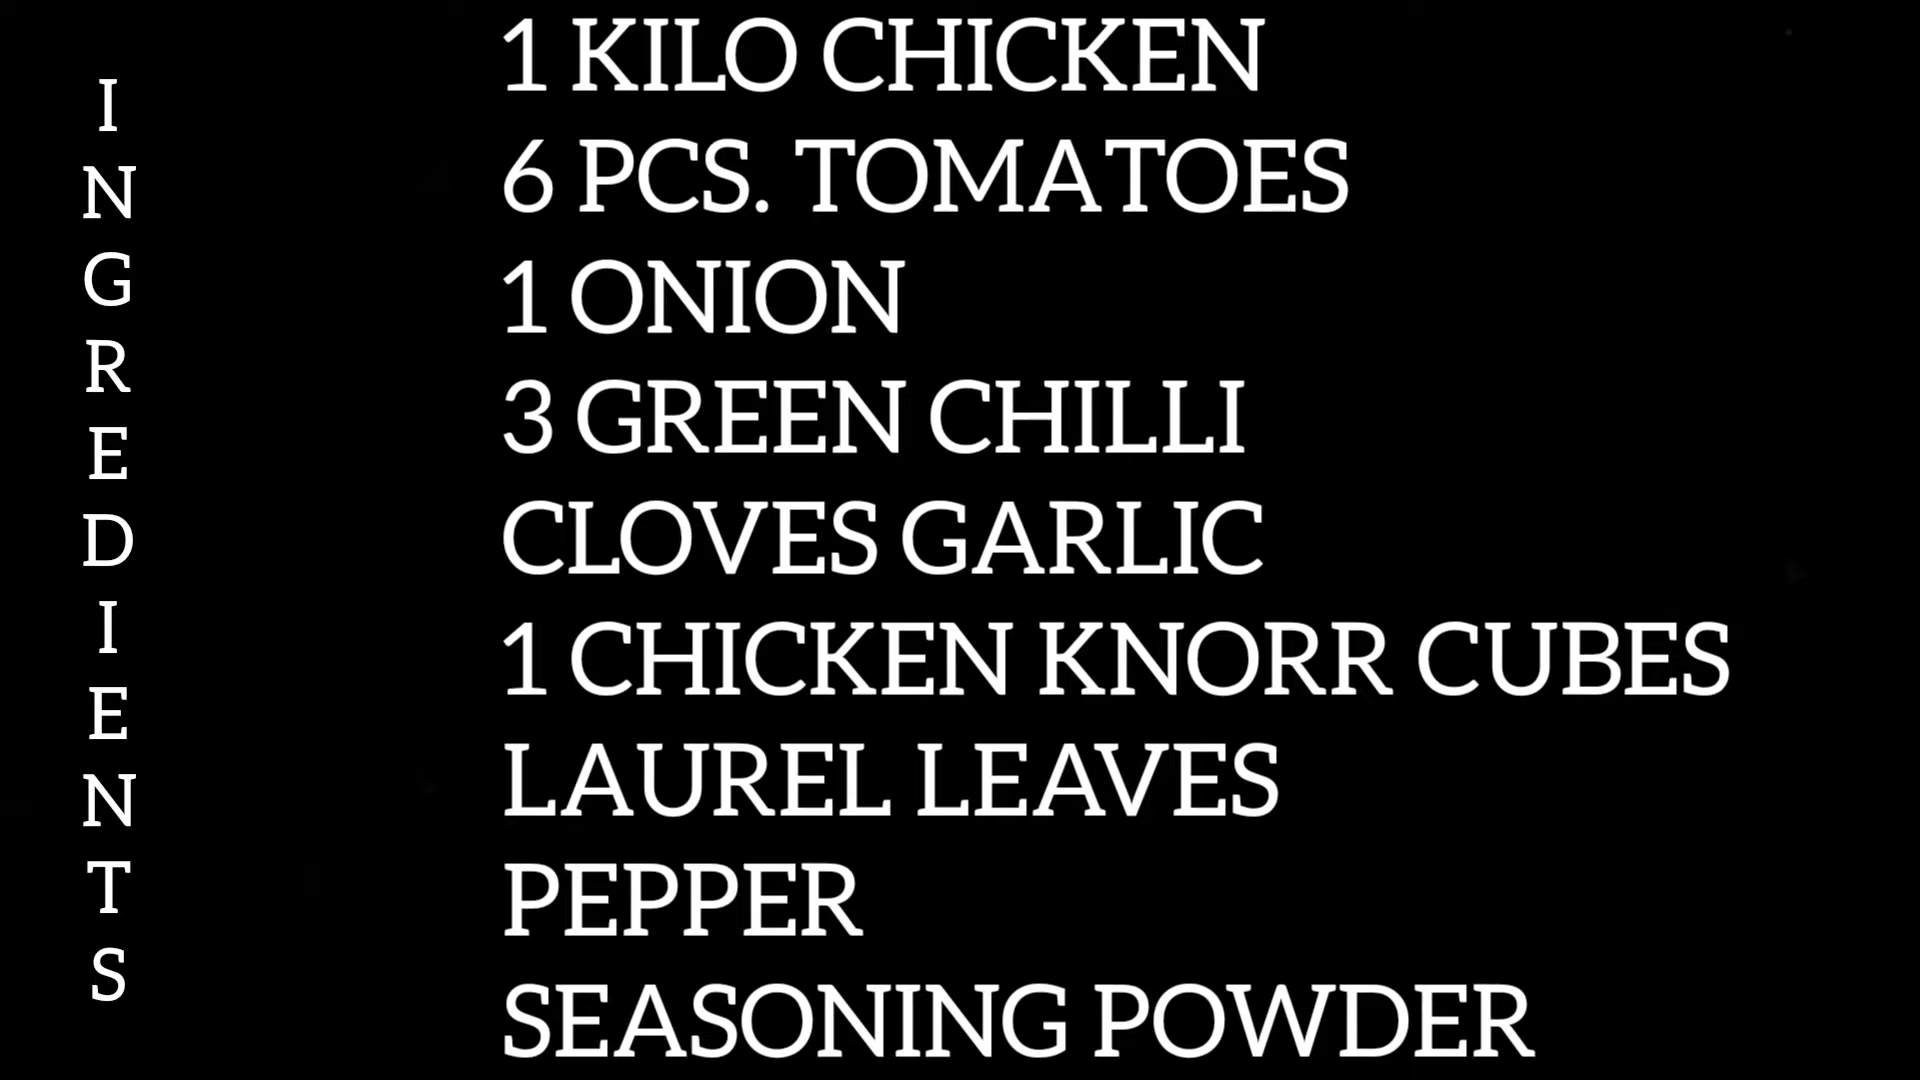 INGREDIENTS
1 KILO CHICKEN
6 PCS. TOMATOES
1 ONION
3 GREEN CHILLI
CLOVES GARLIC
1 CHICKEN KNORR CUBES
LAUREL LEAVES
PEPPER
SEASONING POWDER